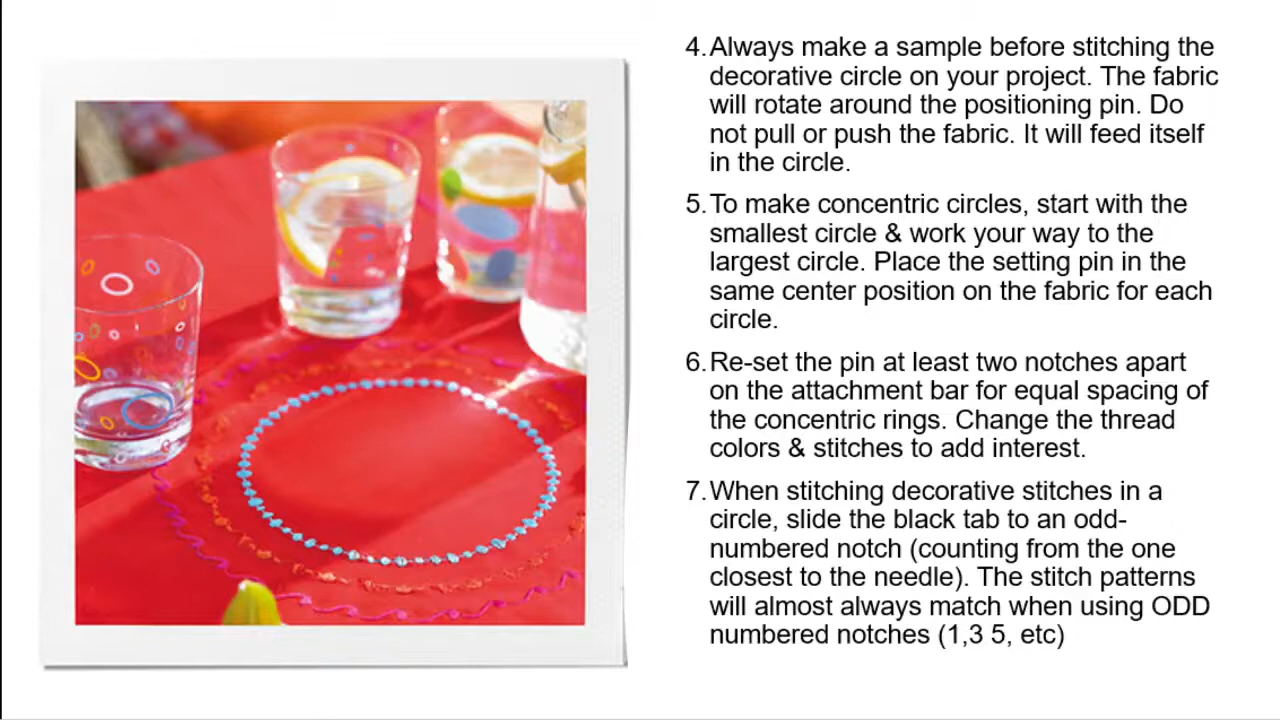 4. Always make a sample before stitching the
decorative circle on your project. The fabric
will rotate around the positioning pin. Do
not pull or push the fabric. It will feed itself
in the circle.
5. To make concentric circles, start with the
smallest circle & work your way to the
largest circle. Place the setting pin in the
same center position on the fabric for each
circle.
6. Re-set the pin at least two notches apart
on the attachment bar for equal spacing of
the concentric rings. Change the thread
colors & stitches to add interest.
7. When stitching decorative stitches in a
circle, slide the black tab to an odd-
numbered notch (counting from the one
closest to the needle). The stitch patterns
will almost always match when using ODD
numbered notches (1,3 5, etc)